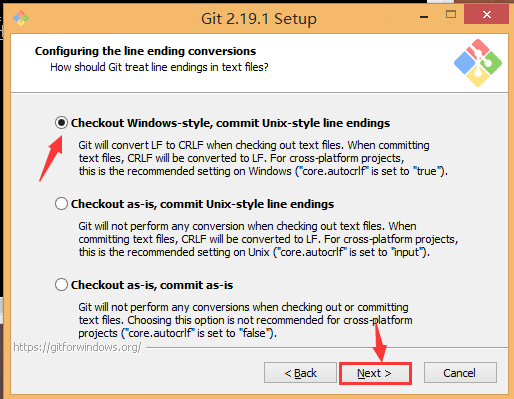 Git 2.19.1 Setup
Configuring the line ending conversions
How should Git treat line endings in text files?
Checkout Windows-style, commit Unix-style line endings
Git will convert LF to CRLF when checking out text files. When committing
text files, CRLF will be converted to LF. For cross-platform projects,
this is the recommended setting on Windows ("core.autocrlf" is set to "true").
Checkout as-is, commit Unix-style line endings
Git will not perform any conversion when checking out text files. When
committing text files, CRLF will be converted to LF. For cross-platform projects,
this is the recommended setting on Unix ("core.autocrlf" is set to "input").
Checkout as-is, commit as-is
Git will not perform any conversions when checking out or committing
text files. Choosing this option is not recommended for cross-platform
projects ("core.autocrlf" is set to "false").
https://gitforwindows.org/
< Back Next > Cancel